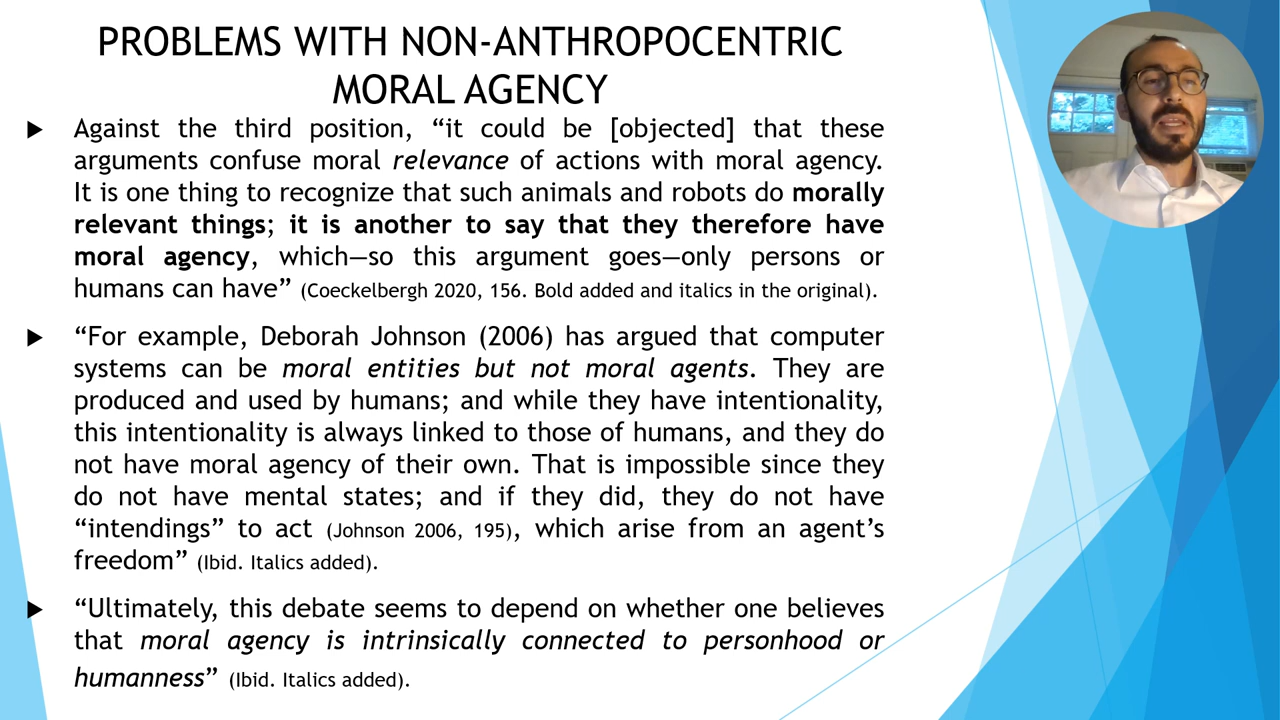 PROBLEMS WITH NON-ANTHROPOCENTRIC
MORAL AGENCY
Against the third position, “it could be [objected] that these
arguments confuse moral relevance of actions with moral agency.
It is one thing to recognize that such animals and robots do morally
relevant things; it is another to say that they therefore have
moral agency, which—so this argument goes—only persons or
humans can have” (Coeckelbergh 2020, 156. Bold added and italics in the original).
“For example, Deborah Johnson (2006) has argued that computer
systems can be moral entities but not moral agents. They are
produced and used by humans; and while they have intentionality,
this intentionality is always linked to those of humans, and they do
not have moral agency of their own. That is impossible since they
do not have mental states; and if they did, they do not have
“intendings” to act (Johnson 2006, 195), which arise from an agent’s
freedom” (Ibid. Italics added).
“Ultimately, this debate seems to depend on whether one believes
that moral agency is intrinsically connected to personhood or
humanness” (Ibid. Italics added).